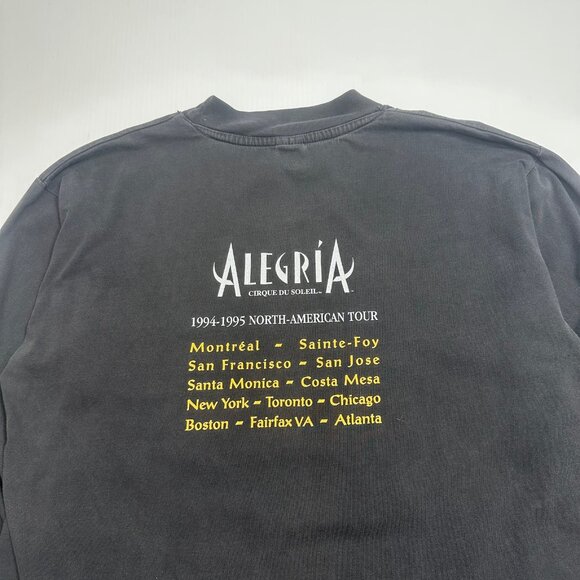 ALEGRÍA
CIRQUE DU SOLEIL™
1994-1995 NORTH-AMERICAN TOUR
Montréal - Sainte-Foy
San Francisco - San Jose
Santa Monica - Costa Mesa
New York - Toronto - Chicago
Boston - Fairfax VA - Atlanta